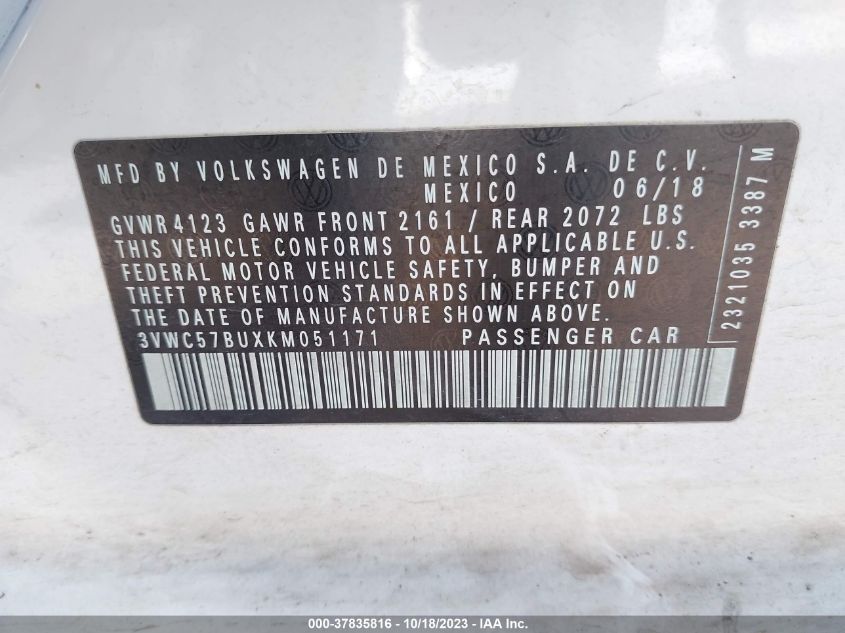 MFD BY VOLKSWAGEN DE MEXICO S.A. DE C.V.
MEXICO 06/18
GVWR 4123 GAWR FRONT 2161 / REAR 2072 LBS
THIS VEHICLE CONFORMS TO ALL APPLICABLE U.S.
FEDERAL MOTOR VEHICLE SAFETY, BUMPER AND
THEFT PREVENTION STANDARDS IN EFFECT ON
THE DATE OF MANUFACTURE SHOWN ABOVE.
3VWC57BUXKM051171 PASSENGER CAR
2321035 3387 M
000-37835816 - 10/18/2023 - IAA Inc.